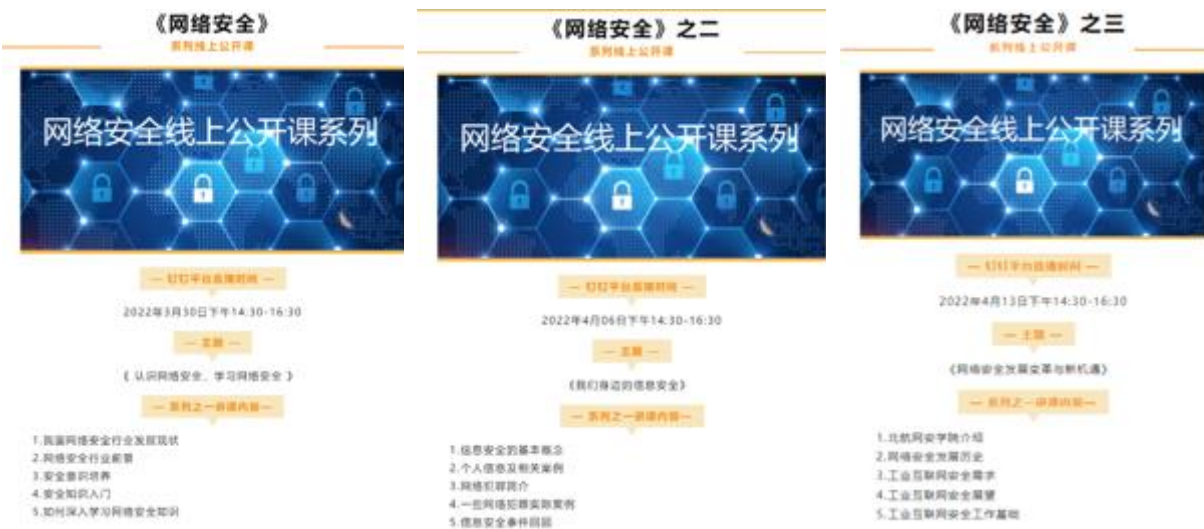 《网络安全》
系列线上公开课
网络安全线上公开课系列
— 钉钉平台直播时间 —
2022年3月30日下午14:30-16:30
— 主题 —
《 认识网络安全、学习网络安全 》
— 系列之一讲课内容—
1.我国网络安全行业发展现状
2.网络安全行业前景
3.安全意识培养
4.安全知识入门
5.如何深入学习网络安全知识
《网络安全》之二
系列线上公开课
网络安全线上公开课系列
— 钉钉平台直播时间 —
2022年4月06日下午14:30-16:30
— 主题 —
《我们身边的信息安全》
— 系列之一讲课内容—
1.信息安全的基本概念
2.个人信息及相关案例
3.网络犯罪简介
4.一些网络犯罪实际案例
5.信息安全事件回顾
《网络安全》之三
系列线上公开课
网络安全线上公开课系列
— 钉钉平台直播时间 —
2022年4月13日下午14:30-16:30
— 主题 —
《网络安全发展变革与新机遇》
— 系列之一讲课内容—
1.北航网安学院介绍
2.网络安全发展历史
3.工业互联网安全需求
4.工业互联网安全展望
5.工业互联网安全工作基础